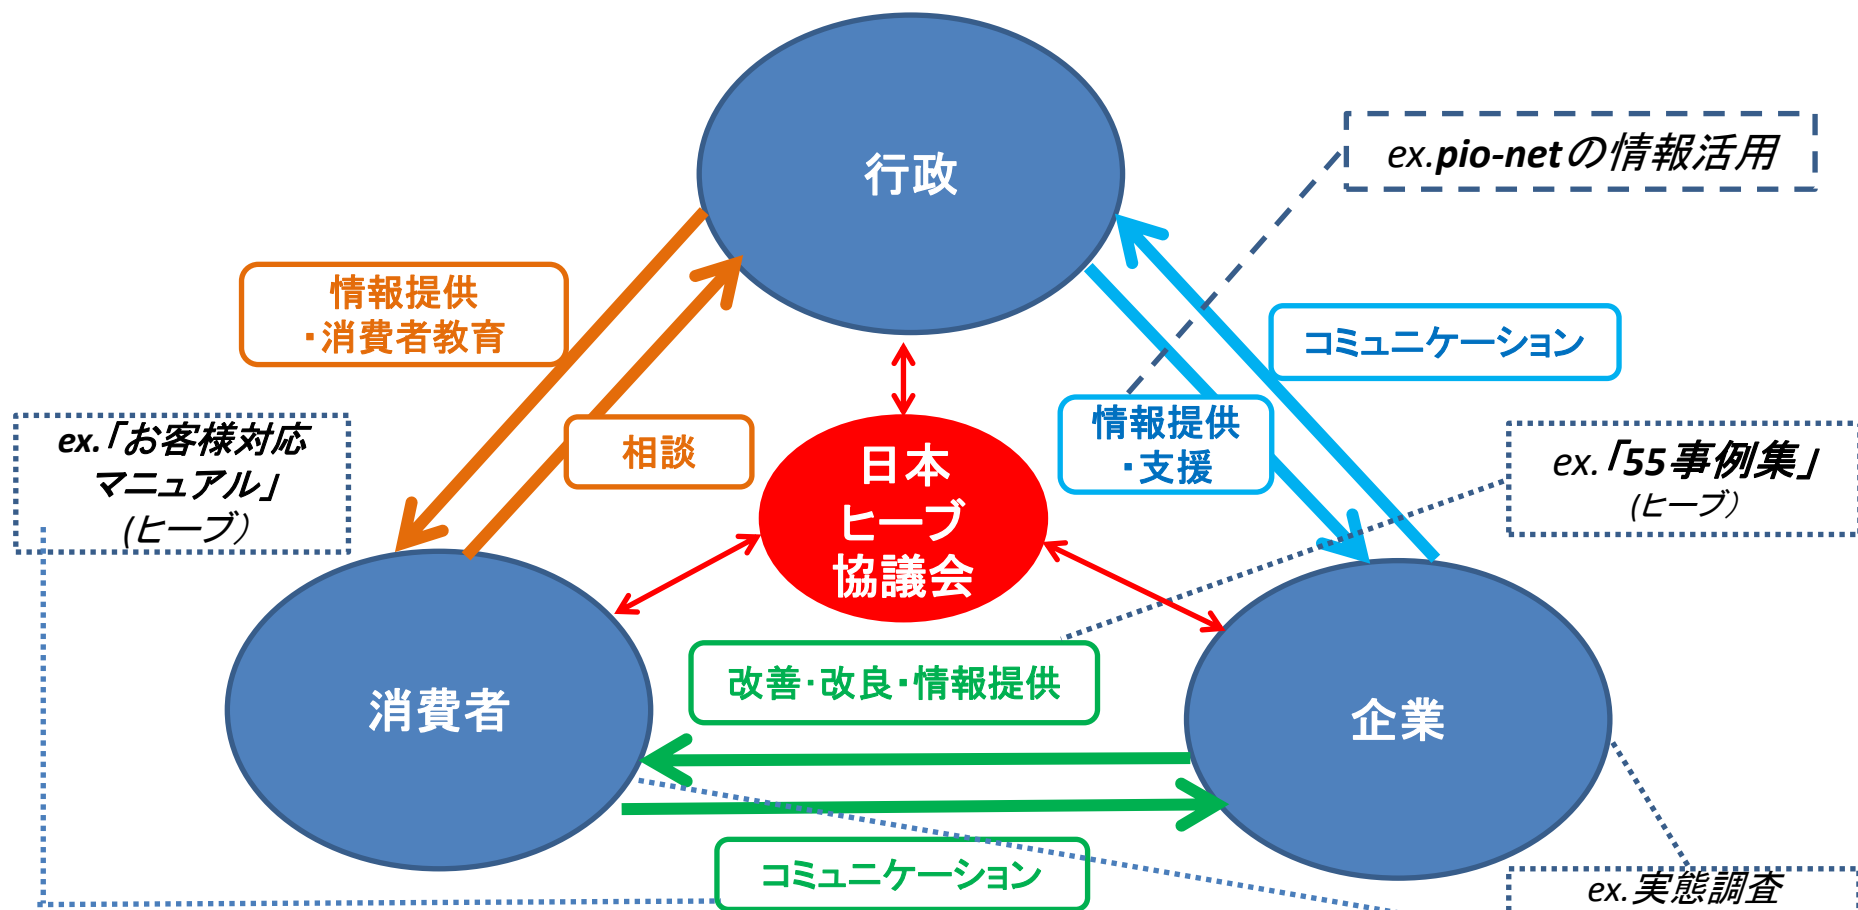 行政
ex.pio-netの情報活用
情報提供
・消費者教育
コミュニケーション
相談
情報提供
・支援
ex.「お客様対応
マニュアル」
(ヒーブ）
ex.「55事例集」
(ヒーブ）
日本
ヒーブ
協議会
改善・改良・情報提供
消費者
企業
コミュニケーション
ex.実態調査